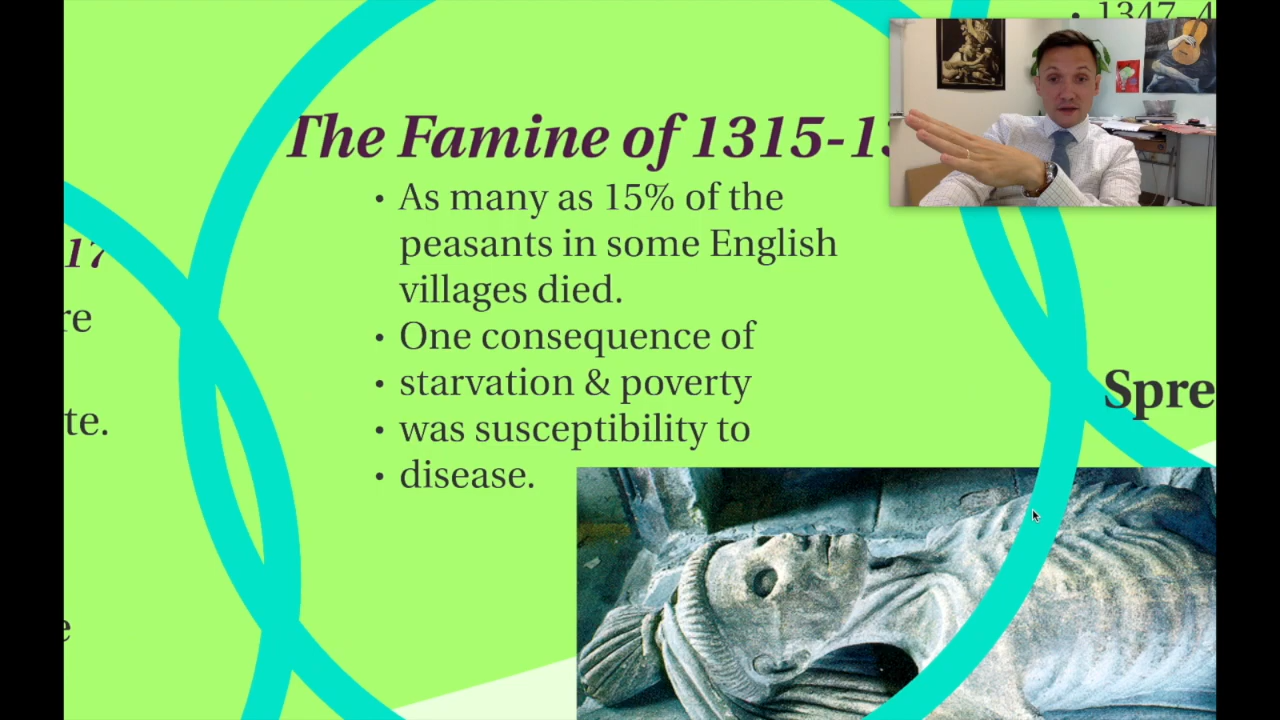 • 1347-4
The Famine of 1315-1
• As many as 15% of the
peasants in some English
villages died.
• One consequence of
• starvation & poverty
• was susceptibility to
• disease.
17
re
te.
e
Spre